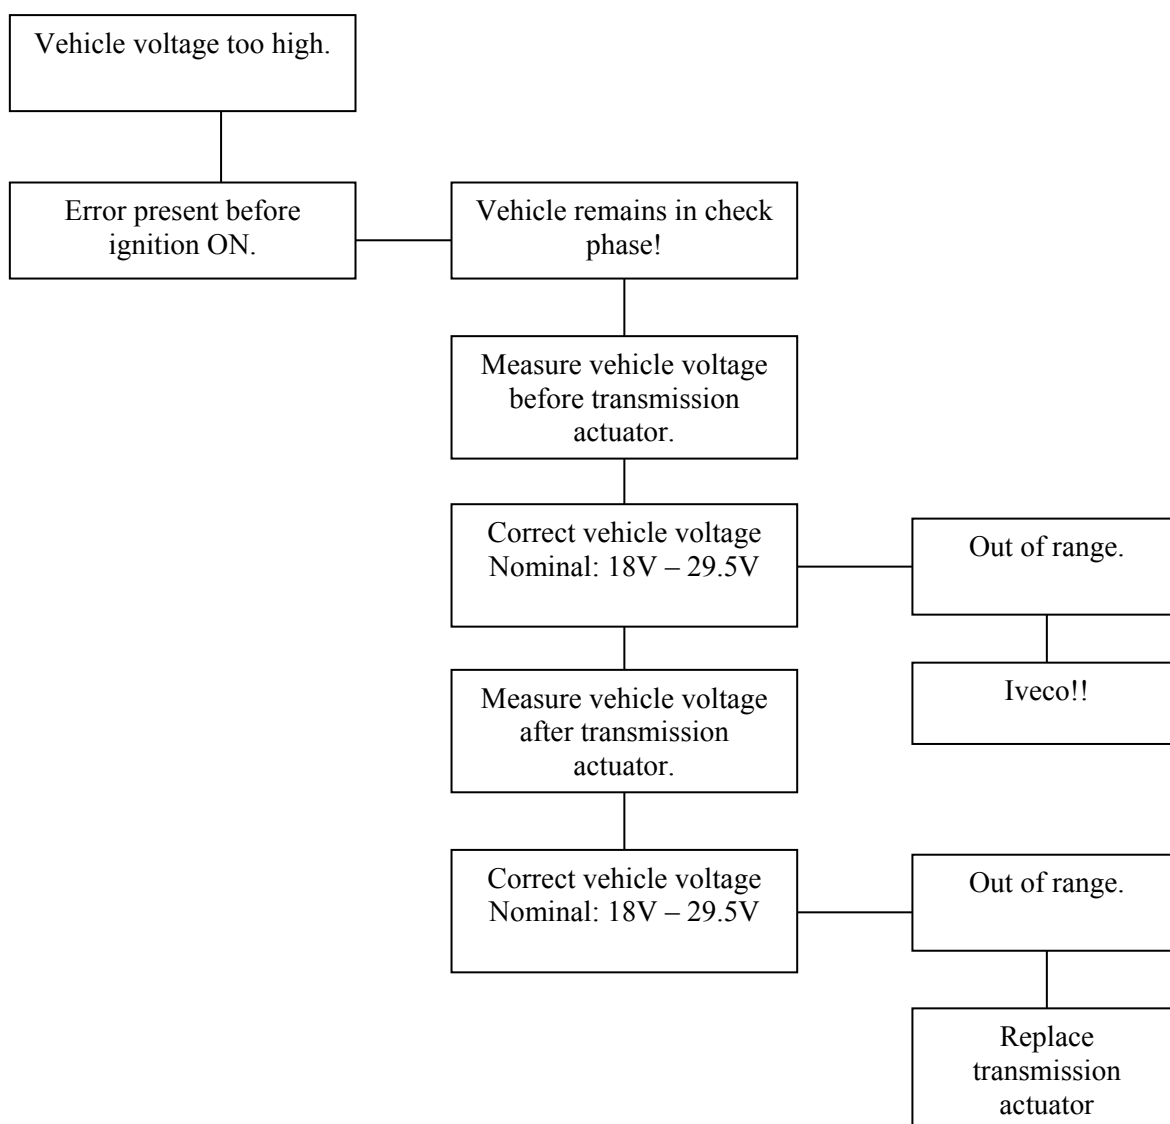 Vehicle voltage too high.
Error present before
ignition ON.
Vehicle remains in check
phase!
Measure vehicle voltage
before transmission
actuator.
Correct vehicle voltage
Nominal: 18V – 29.5V
Out of range.
Iveco!!
Measure vehicle voltage
after transmission
actuator.
Correct vehicle voltage
Nominal: 18V – 29.5V
Out of range.
Replace
transmission
actuator